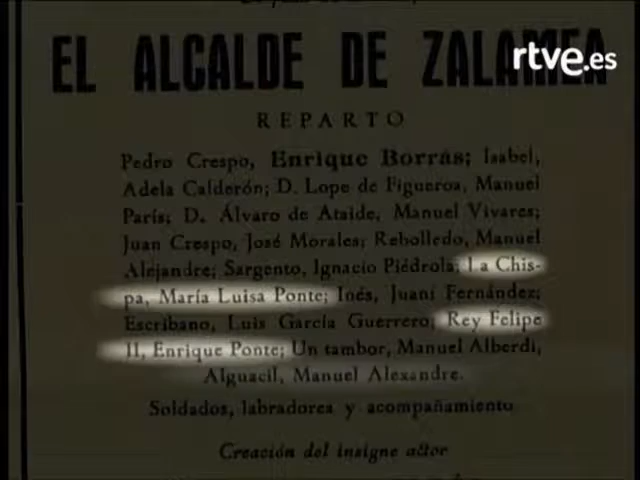 EL ALCALDE DE ZALAMEA
rtve.es
REPARTO
Pedro Crespo, Enrique Borrás; Isabel,
Adela Calderón; D. Lope de Figueroa, Manuel
París; D. Álvaro de Ataide, Manuel Vivares;
Juan Crespo, José Morales; Rebolledo, Manuel
Alejandre; Sargento, Ignacio Piédrola; La Chis-
pa, María Luisa Ponte; Inés, Juani Fernández;
Escribano, Luis García Guerrero; Rey Felipe
II, Enrique Ponte; Un tambor, Manuel Alberdi,
Alguacil, Manuel Alexandre.
Soldados, labradores y acompañamiento
Creación del insigne actor